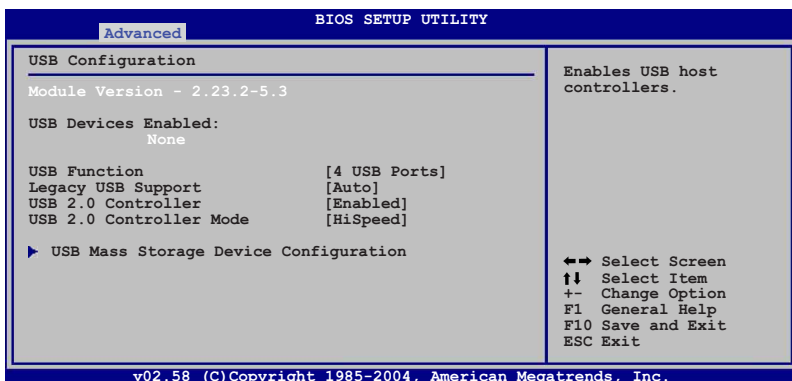 BIOS SETUP UTILITY
Advanced
USB Configuration
Module Version - 2.23.2-5.3
USB Devices Enabled:
None
USB Function [4 USB Ports]
Legacy USB Support [Auto]
USB 2.0 Controller [Enabled]
USB 2.0 Controller Mode [HiSpeed]
USB Mass Storage Device Configuration
Enables USB host
controllers.
Select Screen
Select Item
+- Change Option
F1 General Help
F10 Save and Exit
ESC Exit
v02.58 (C)Copyright 1985-2004, American Megatrends, Inc.